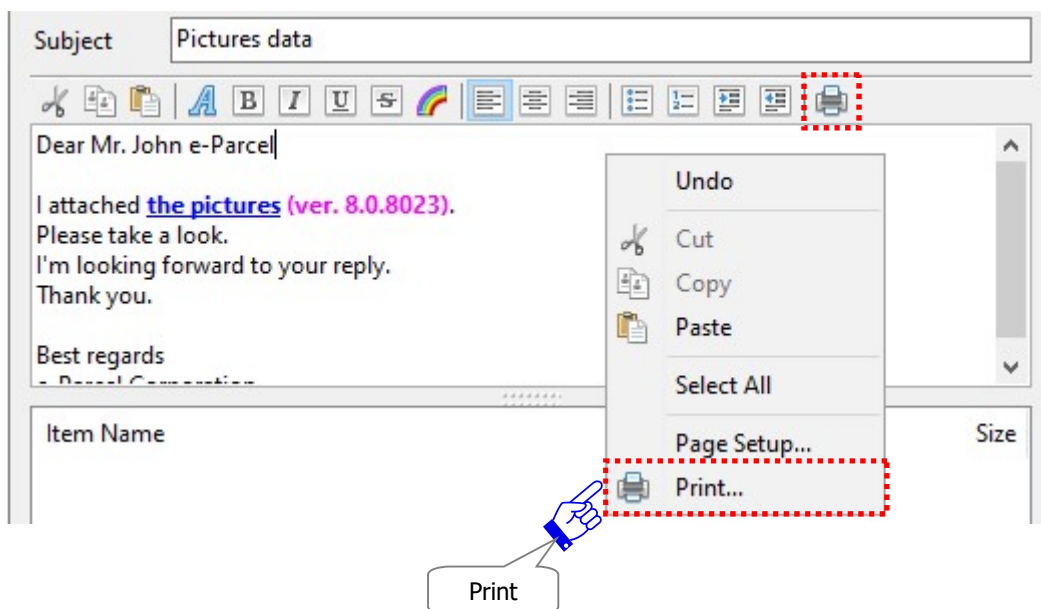 Subject
Pictures data
Dear Mr. John e-Parcel
I attached the pictures (ver. 8.0.8023).
Please take a look.
I'm looking forward to your reply.
Thank you.
Best regards
e-Parcel Corporation
Undo
Cut
Copy
Paste
Select All
Page Setup...
Print...
Item Name
Size
Print